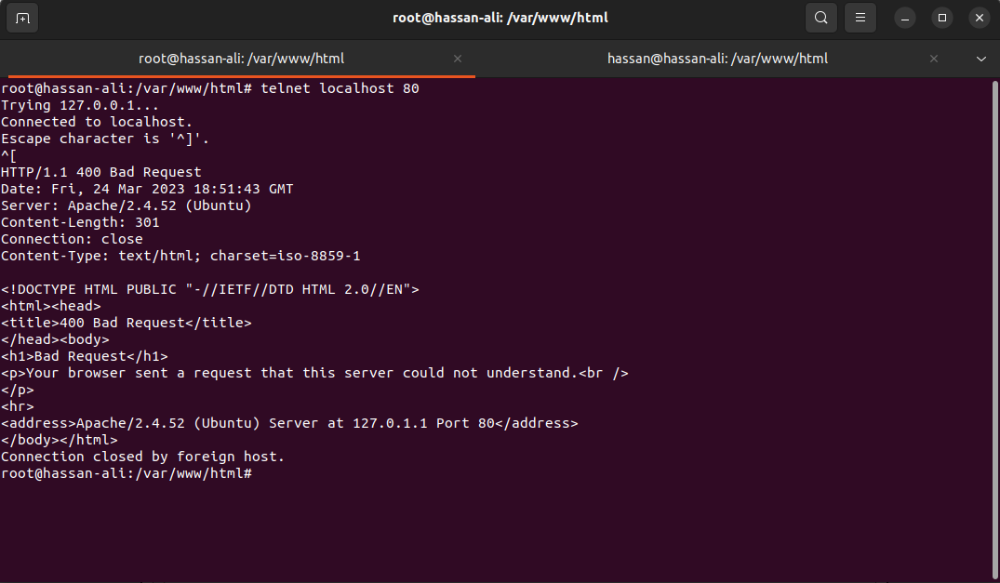 root@hassan-ali: /var/www/html
root@hassan-ali: /var/www/html
hassan@hassan-ali: /var/www/html
root@hassan-ali:/var/www/html# telnet localhost 80
Trying 127.0.0.1...
Connected to localhost.
Escape character is '^]'.
^[
HTTP/1.1 400 Bad Request
Date: Fri, 24 Mar 2023 18:51:43 GMT
Server: Apache/2.4.52 (Ubuntu)
Content-Length: 301
Connection: close
Content-Type: text/html; charset=iso-8859-1

<!DOCTYPE HTML PUBLIC "-//IETF//DTD HTML 2.0//EN">
<html><head>
<title>400 Bad Request</title>
</head><body>
<h1>Bad Request</h1>
<p>Your browser sent a request that this server could not understand.<br />
</p>
<hr>
<address>Apache/2.4.52 (Ubuntu) Server at 127.0.1.1 Port 80</address>
</body></html>
Connection closed by foreign host.
root@hassan-ali:/var/www/html#